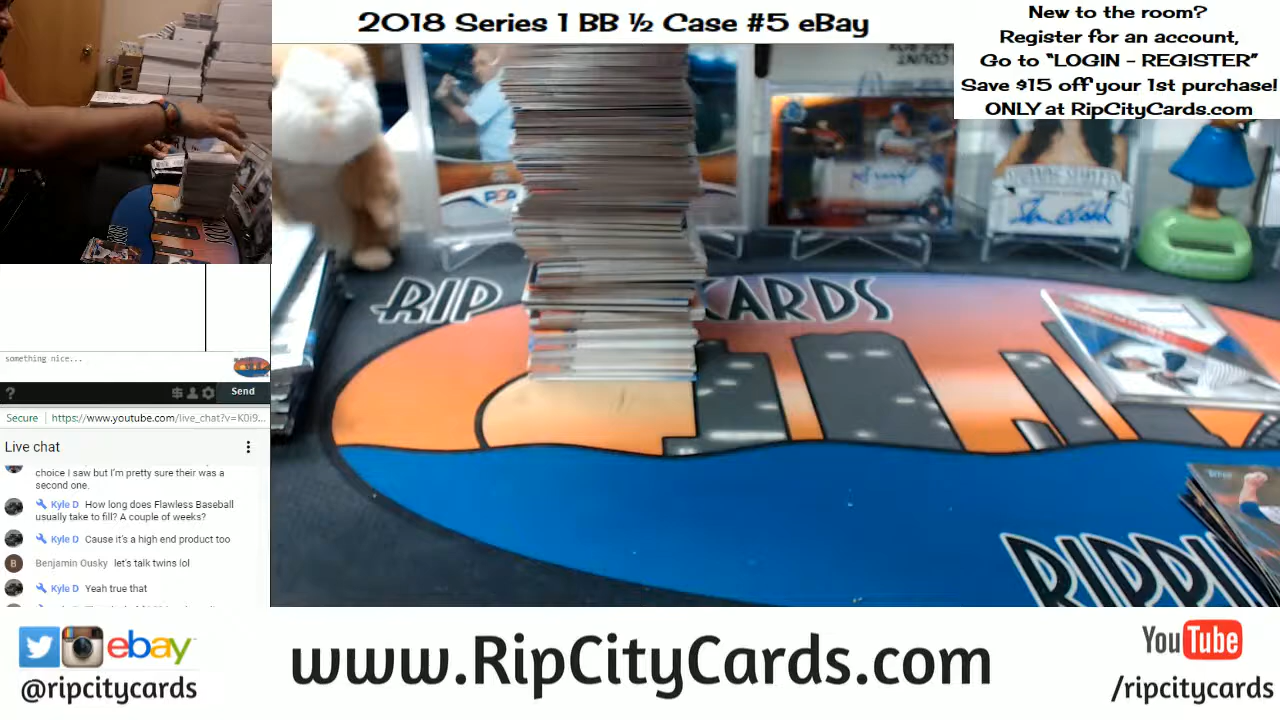 2018 Series 1 BB ½ Case #5 eBay
New to the room?
Register for an account,
Go to “LOGIN - REGISTER”
Save $15 off your 1st purchase!
ONLY at RipCityCards.com
RIP
CARDS
PSA
RIPPI
something nice...
?
Send
Secure
https://www.youtube.com/live_chat?v=K0i9...
Live chat
choice I saw but I'm pretty sure their was a
second one.
Kyle D How long does Flawless Baseball
usually take to fill? A couple of weeks?
Kyle D Cause it's a high end product too
B
Benjamin Ousky let's talk twins lol
Kyle D Yeah true that
ebay
@ripcitycards
www.RipCityCards.com
YouTube
/ripcitycards